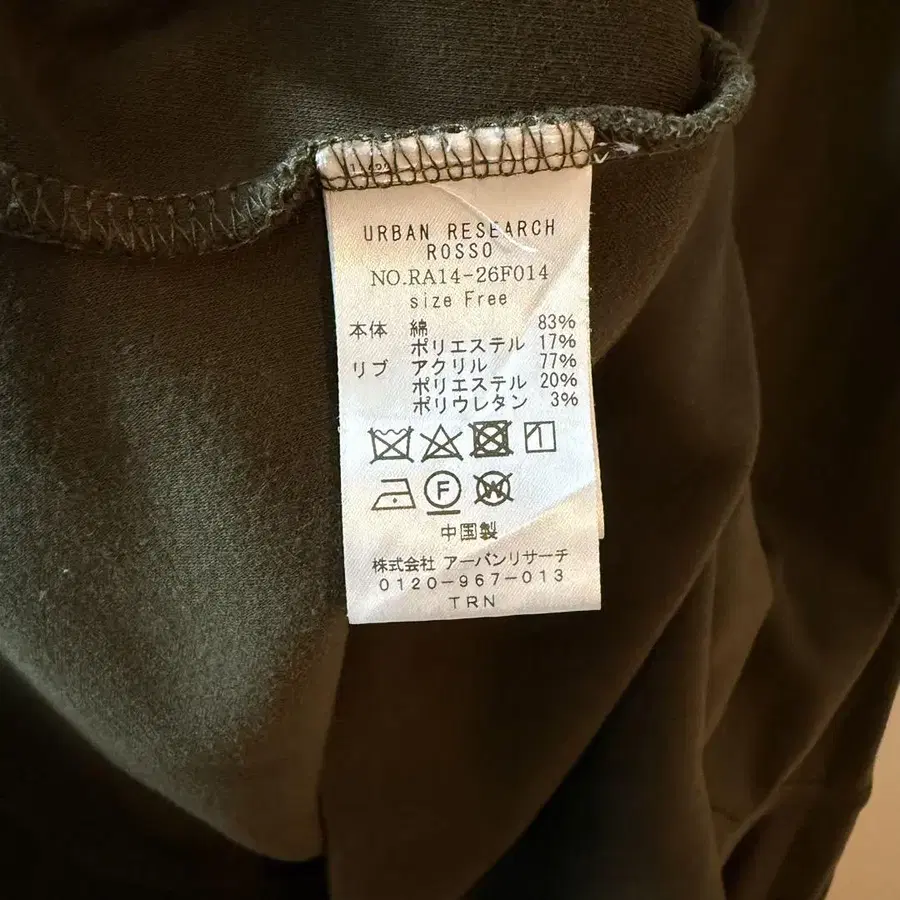 URBAN RESEARCH
ROSSO
NO.RA14-26F014
size Free
本体 綿 83%
ポリエステル 17%
リブ アクリル 77%
ポリエステル 20%
ポリウレタン 3%
F W
中国製
株式会社 アーバンリサーチ
0120-967-013
TRN